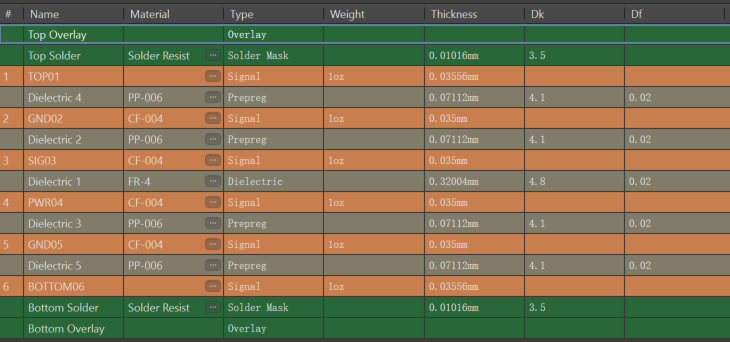 # Name Material Type Weight Thickness Dk Df
Top Overlay Overlay
Top Solder Solder Resist ... Solder Mask 0.01016mm 3.5
1 TOP01 ... Signal 1oz 0.03556mm
Dielectric 4 PP-006 ... Prepreg 0.07112mm 4.1 0.02
2 GND02 CF-004 ... Signal 1oz 0.035mm
Dielectric 2 PP-006 ... Prepreg 0.07112mm 4.1 0.02
3 SIG03 CF-004 ... Signal 1oz 0.035mm
Dielectric 1 FR-4 ... Dielectric 0.32004mm 4.8 0.02
4 PWR04 CF-004 ... Signal 1oz 0.035mm
Dielectric 3 PP-006 ... Prepreg 0.07112mm 4.1 0.02
5 GND05 CF-004 ... Signal 1oz 0.035mm
Dielectric 5 PP-006 ... Prepreg 0.07112mm 4.1 0.02
6 BOTTOM06 ... Signal 1oz 0.03556mm
Bottom Solder Solder Resist ... Solder Mask 0.01016mm 3.5
Bottom Overlay Overlay